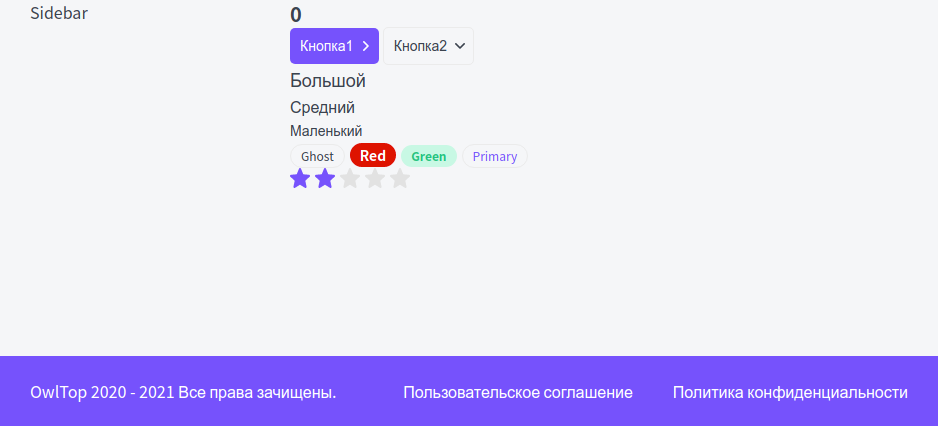 Sidebar
0
Кнопка1
Кнопка2
Большой
Средний
Маленький
Ghost
Red
Green
Primary
OwlTop 2020 - 2021 Все права зачищены.
Пользовательское соглашение
Политика конфиденциальности